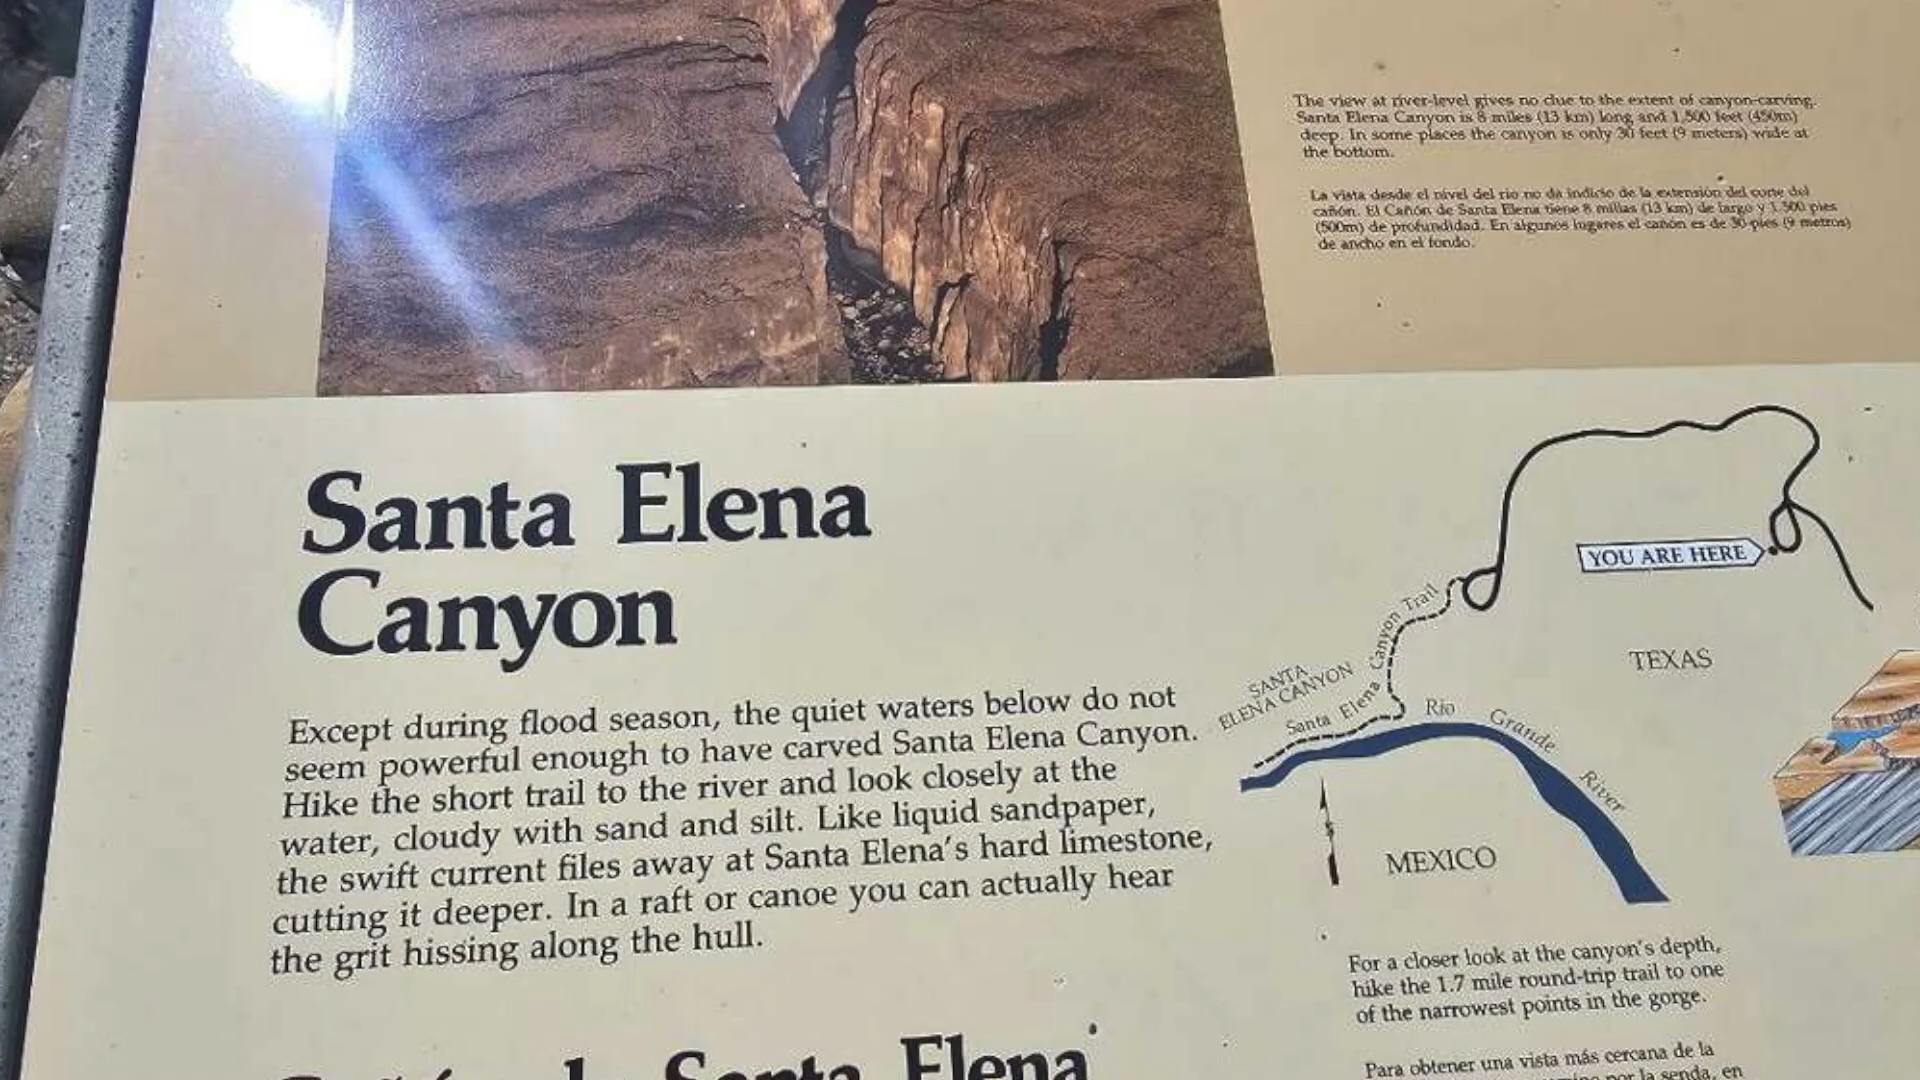 The view at river-level gives no clue to the extent of canyon-carving.
Santa Elena Canyon is 8 miles (13 km) long and 1,500 feet (450m)
deep. In some places the canyon is only 30 feet (9 meters) wide at
the bottom.
La vista desde el nivel del río no da indicio de la extensión del corte del
cañón. El Cañón de Santa Elena tiene 8 millas (13 km) de largo y 1.500 pies
(500m) de profundidad. En algunos lugares el cañón es de 30 pies (9 metros)
de ancho en el fondo.
Santa Elena
Canyon
Except during flood season, the quiet waters below do not
seem powerful enough to have carved Santa Elena Canyon.
Hike the short trail to the river and look closely at the
water, cloudy with sand and silt. Like liquid sandpaper,
the swift current files away at Santa Elena's hard limestone,
cutting it deeper. In a raft or canoe you can actually hear
the grit hissing along the hull.
YOU ARE HERE
TEXAS
SANTA
ELENA CANYON
Santa Elena Canyon Trail
Rio Grande River
MEXICO
For a closer look at the canyon's depth,
hike the 1.7 mile round-trip trail to one
of the narrowest points in the gorge.
Santa Elena
Para obtener una vista más cercana de la
por la senda, en